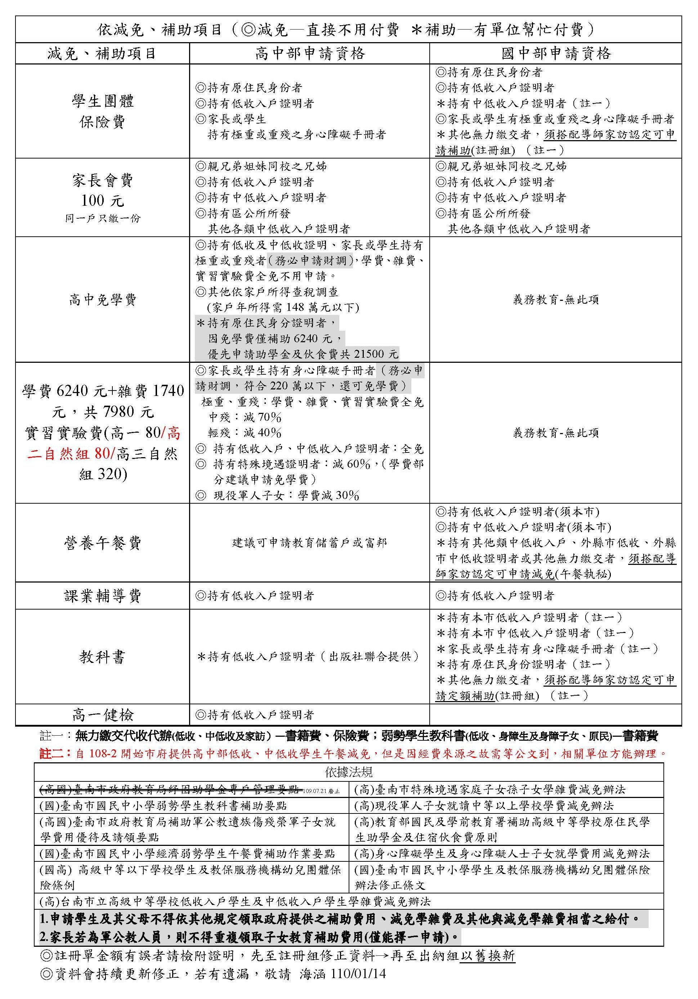 依減免、補助項目（◎減免—直接不用付費 ＊補助—有單位幫忙付費）
減免、補助項目
高中部申請資格
國中部申請資格
學生團體
保險費
◎持有原住民身份者
◎持有低收入戶證明者
◎家長或學生
持有極重或重殘之身心障礙手冊者
◎持有原住民身份者
◎持有低收入戶證明者
＊持有中低收入戶證明者（註一）
◎家長或學生有極重或重殘之身心障礙手冊者
＊其他無力繳交者，須搭配導師家訪認定可申
請補助(註冊組)（註一）
家長會費
100 元
同一戶只繳一份
◎親兄弟姐妹同校之兄姊
◎持有低收入戶證明者
◎持有中低收入戶證明者
◎持有區公所所發
其他各類中低收入戶證明者
◎親兄弟姐妹同校之兄姊
◎持有低收入戶證明者
◎持有中低收入戶證明者
◎持有區公所所發
其他各類中低收入戶證明者
高中免學費
◎持有低收及中低收證明、家長或學生持有
極重或重殘者（務必申請財調），學費、雜費、
實習實驗費全免不用申請。
◎其他依家戶所得查稅調查
(家戶年所得需 148 萬元以下)
＊持有原住民身分證明者，
因免學費僅補助 6240 元，
優先申請助學金及伙食費共 21500 元
義務教育-無此項
學費 6240 元+雜費 1740
元，共 7980 元
實習實驗費(高一 80/高
二自然組 80/高三自然
組 320)
◎家長或學生持有身心障礙手冊者（務必申
請財調，符合 220 萬以下，還可免學費）
極重、重殘：學費、雜費、實習實驗費全免
中殘：減 70%
輕殘：減 40%
◎ 持有低收入戶、中低收入戶證明者：全免
◎ 持有特殊境遇證明者：減 60%，（學費部
分建議申請免學費）
◎ 現役軍人子女：學費減 30%
義務教育-無此項
營養午餐費
建議可申請教育儲蓄戶或富邦
◎持有低收入戶證明者(須本市)
◎持有中低收入戶證明者(須本市)
＊持有其他類中低收入戶、外縣市低收、外縣
市中低收證明者或其他無力繳交者，須搭配導
師家訪認定可申請減免(午餐執秘)
課業輔導費
◎持有低收入戶證明者
◎持有低收入戶證明者
教科書
＊持有低收入戶證明者（出版社聯合提供）
＊持有本市低收入戶證明者（註一）
＊持有本市中低收入戶證明者（註一）
＊家長或學生持有身心障礙手冊者（註一）
＊持有原住民身份證明者（註一）
＊其他無力繳交者，須搭配導師家訪認定可申
請定額補助(註冊組)（註一）
高一健檢
◎持有低收入戶證明者
註一：無力繳交代收代辦(低收、中低收及家訪）—書籍費、保險費；弱勢學生教科書(低收、身障生及身障子女、原民)—書籍費
註二：自 108-2 開始市府提供高中部低收、中低收學生午餐減免，但是因經費來源之故需等公文到，相關單位方能辦理。
依據法規
(高國)臺南市政府教育局紓困助學金專戶管理要點 109.07.21 廢止
(高)臺南市特殊境遇家庭子女孫子女學雜費減免辦法
(國)臺南市國民中小學弱勢學生教科書補助要點
(高)現役軍人子女就讀中等以上學校學費減免辦法
(高國)臺南市政府教育局補助軍公教遺族傷殘榮軍子女就
學費用優待及請領要點
(高)教育部國民及學前教育署補助高級中等學校原住民學
生助學金及住宿伙食費原則
(國)臺南市國民中小學經濟弱勢學生午餐費補助作業要點
(高)身心障礙學生及身心障礙人士子女就學費用減免辦法
(國高) 高級中等以下學校學生及教保服務機構幼兒團體保
險條例
(國)臺南市國民中小學學生及教保服務機構幼兒團體保險
辦法修正條文
(高)台南市立高級中等學校低收入戶學生及中低收入戶學生學雜費減免辦法
1.申請學生及其父母不得依其他規定領取政府提供之補助費用、減免學雜費及其他與減免學雜費相當之給付。
2.家長若為軍公教人員，則不得重複領取子女教育補助費用(僅能擇一申請)。
◎註冊單金額有誤者請檢附證明，先至註冊組修正資料→再至出納組以舊換新
◎資料會持續更新修正，若有遺漏，敬請 海涵 110/01/14